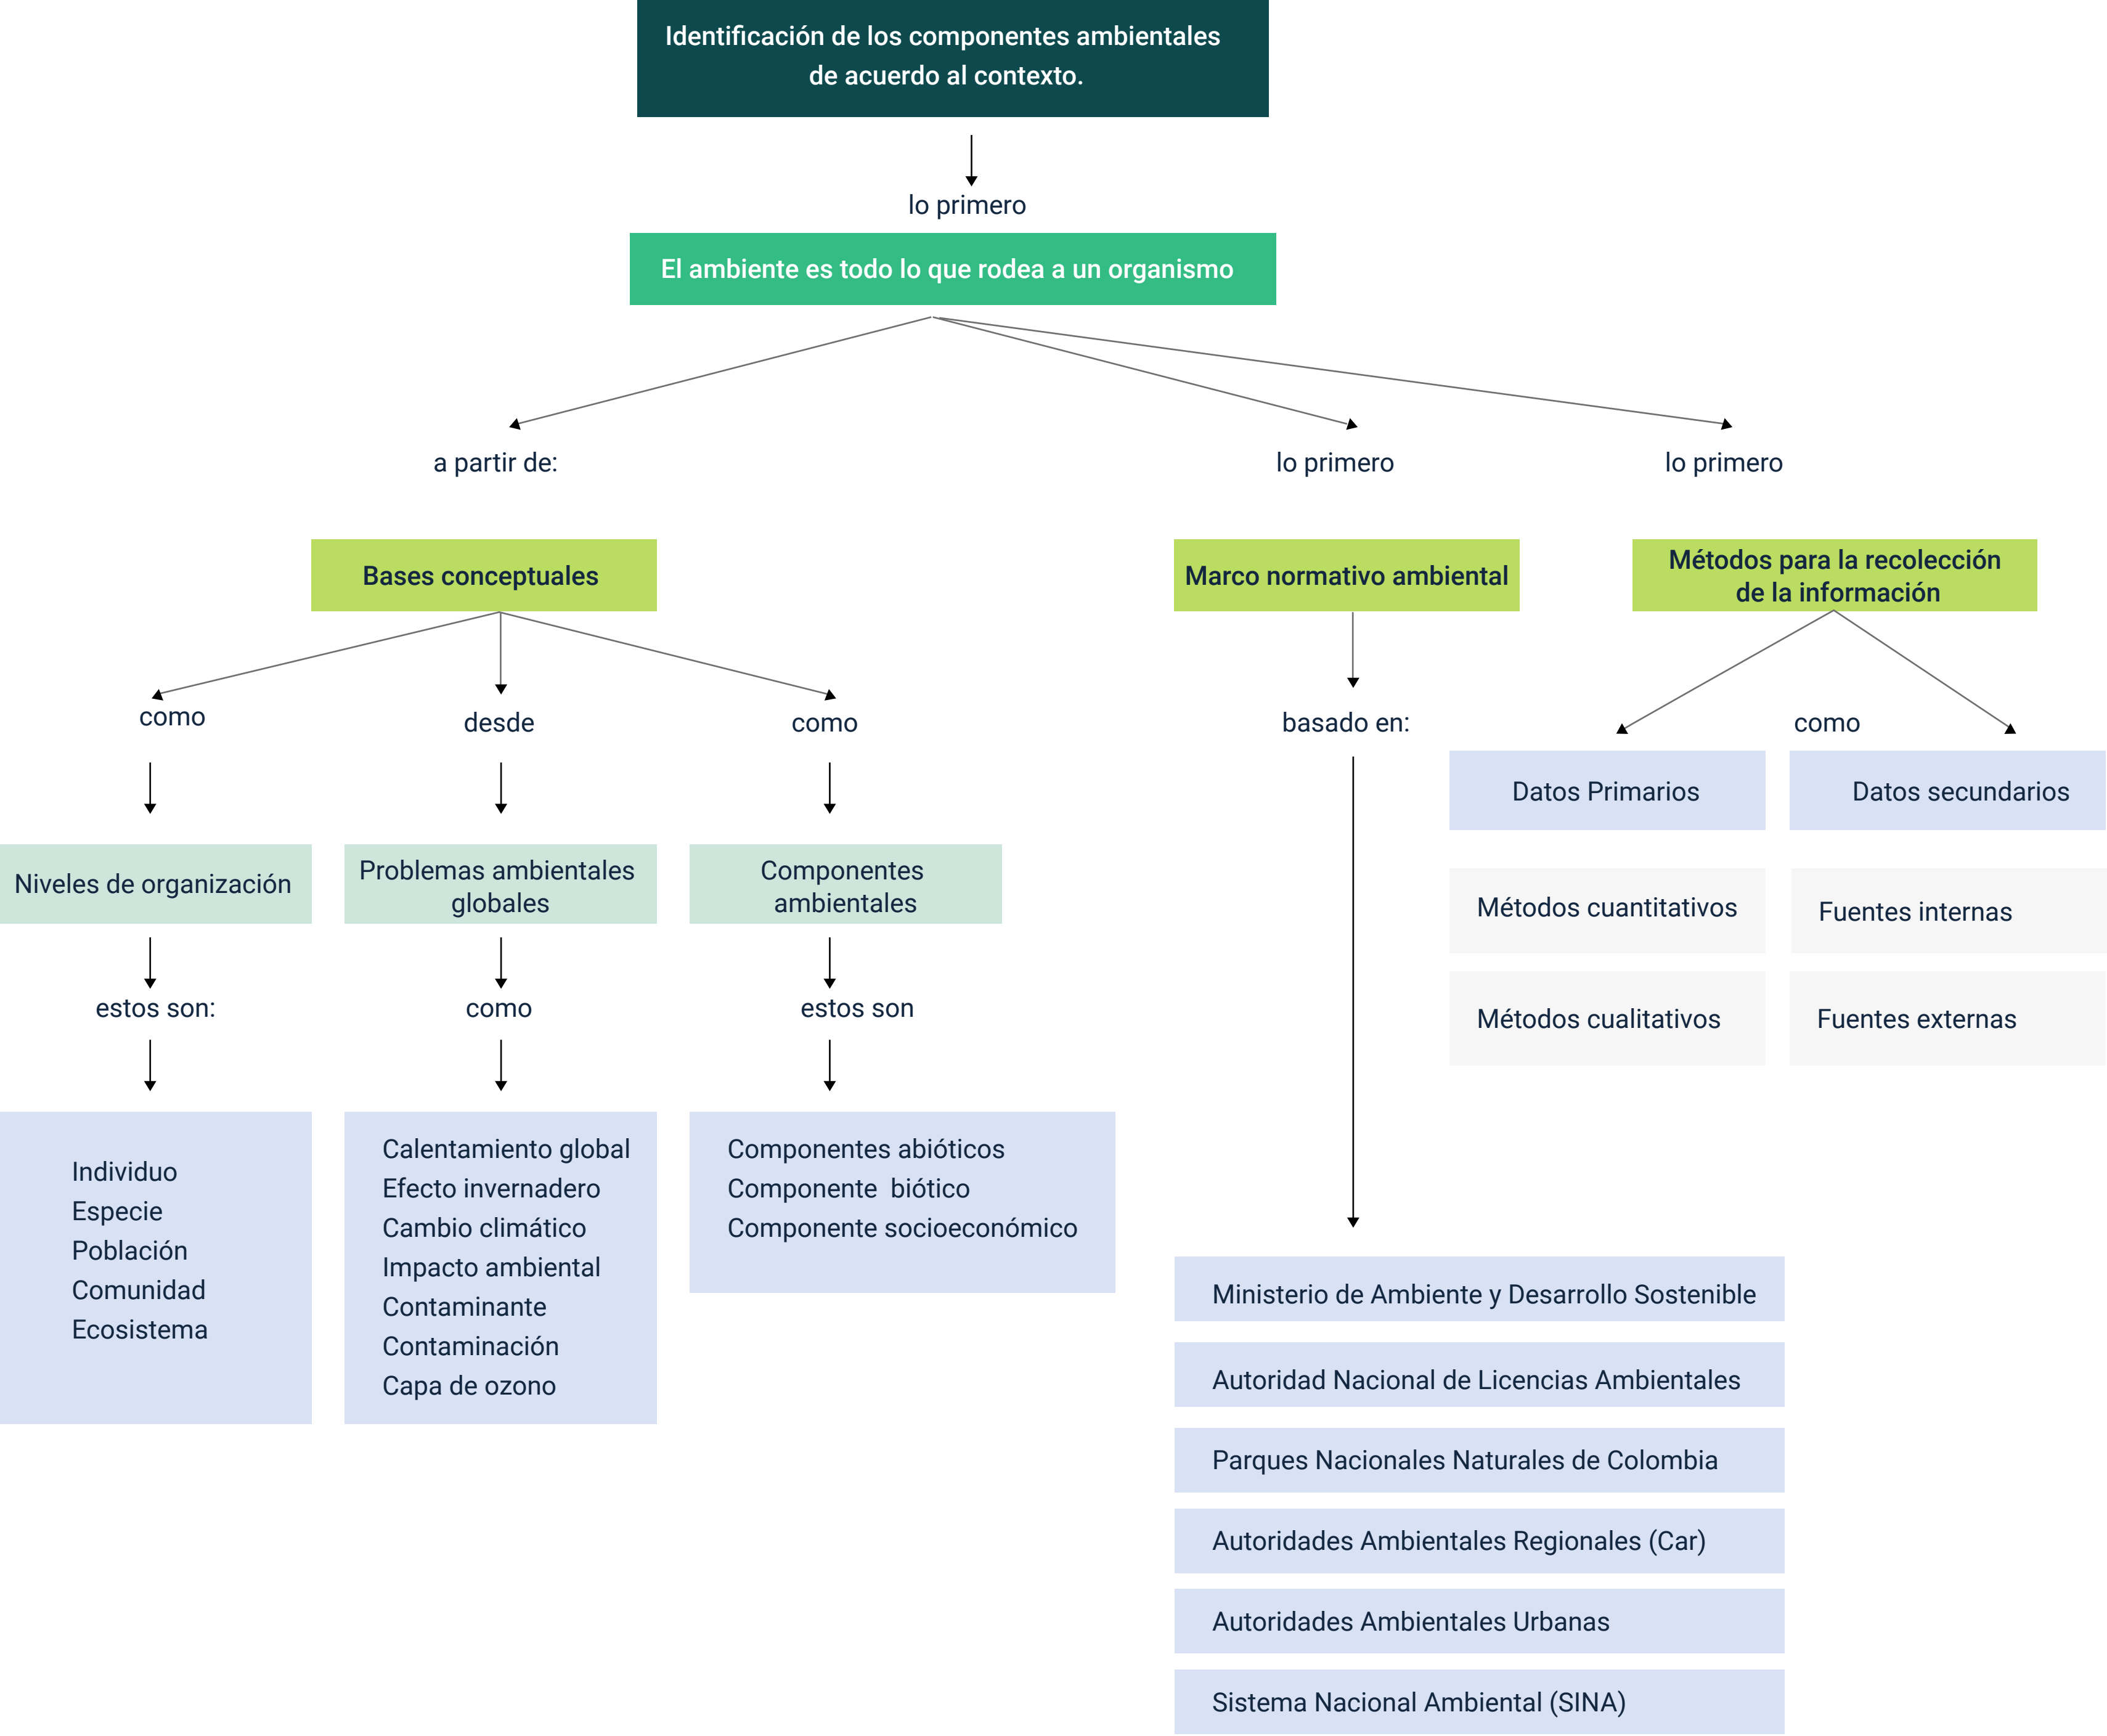 Identificación de los componentes ambientales
de acuerdo al contexto.
lo primero
El ambiente es todo lo que rodea a un organismo
a partir de:
lo primero
lo primero
Bases conceptuales
Marco normativo ambiental
Métodos para la recolección
de la información
como
desde
como
basado en:
como
Datos Primarios
Datos secundarios
Niveles de organización
Problemas ambientales
globales
Componentes
ambientales
Métodos cuantitativos
Fuentes internas
estos son:
como
estos son
Métodos cualitativos
Fuentes externas
Individuo
Especie
Población
Comunidad
Ecosistema
Calentamiento global
Efecto invernadero
Cambio climático
Impacto ambiental
Contaminante
Contaminación
Capa de ozono
Componentes abióticos
Componente  biótico
Componente socioeconómico
Ministerio de Ambiente y Desarrollo Sostenible
Autoridad Nacional de Licencias Ambientales
Parques Nacionales Naturales de Colombia
Autoridades Ambientales Regionales (Car)
Autoridades Ambientales Urbanas
Sistema Nacional Ambiental (SINA)